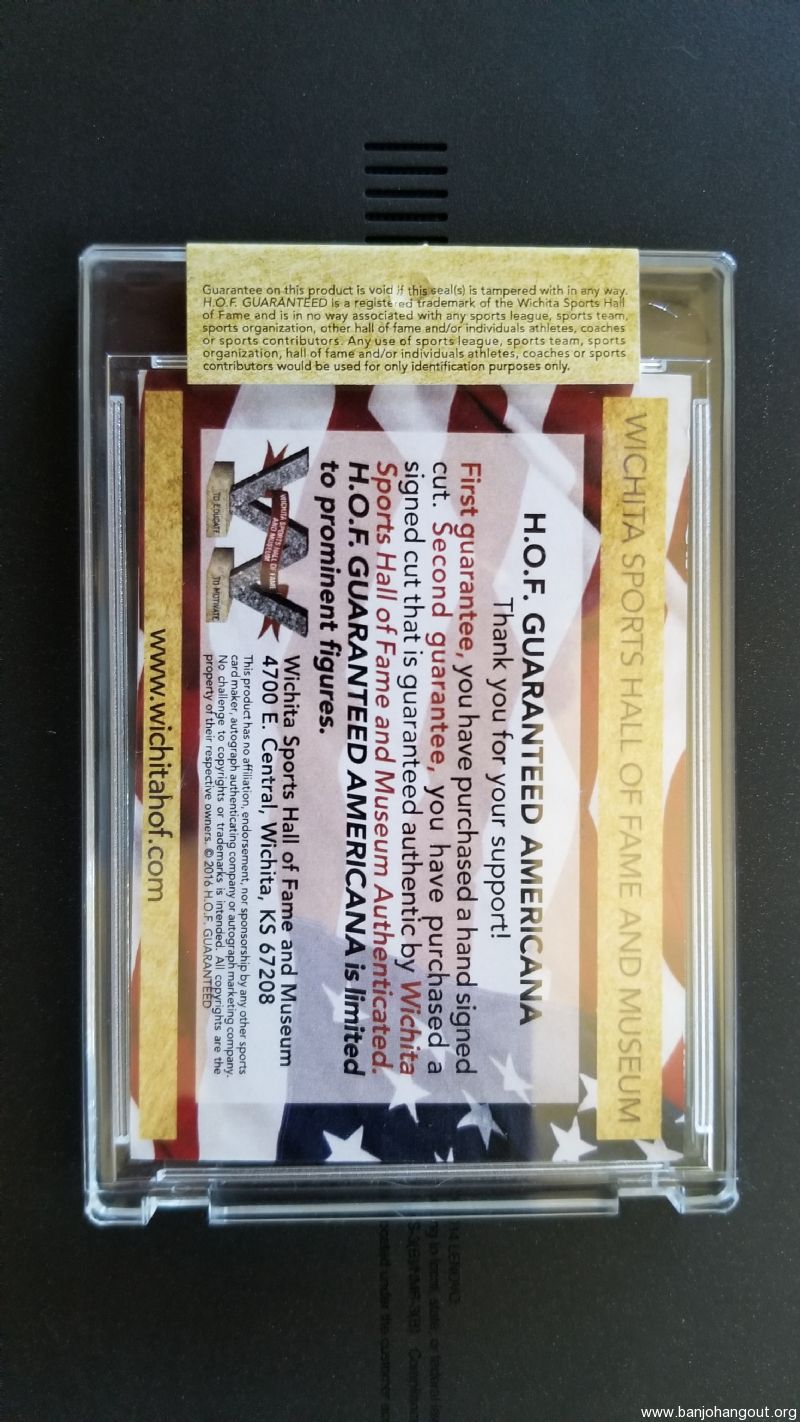 Guarantee on this product is void if this seal(s) is tampered with in any way.
H.O.F. GUARANTEED is a registered trademark of the Wichita Sports Hall
of Fame and is in no way associated with any sports league, sports team,
sports organization, other hall of fame and/or individuals athletes, coaches
or sports contributors. Any use of sports league, sports team, sports
organization, hall of fame and/or individuals athletes, coaches or sports
contributors would be used for only identification purposes only.
WICHITA SPORTS HALL OF FAME AND MUSEUM
H.O.F. GUARANTEED AMERICANA
Thank you for your support!
First guarantee, you have purchased a hand signed
cut. Second guarantee, you have purchased a
signed cut that is guaranteed authentic by Wichita
Sports Hall of Fame and Museum Authenticated.
H.O.F. GUARANTEED AMERICANA is limited
to prominent figures.
WICHITA SPORTS HALL OF FAME
AND MUSEUM
TO EDUCATE
TO MOTIVATE
Wichita Sports Hall of Fame and Museum
4700 E. Central, Wichita, KS 67208
This product has no affiliation, endorsement, nor sponsorship by any other sports
card maker, autograph authenticating company or autograph marketing company.
No challenge to copyrights or trademarks is intended. All copyrights are the
property of their respective owners. © 2016 H.O.F. GUARANTEED
www.wichitahof.com
www.banjohangout.org